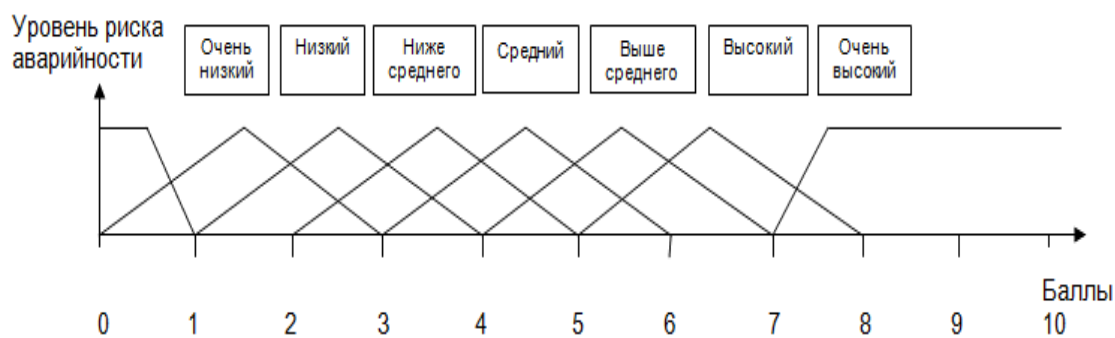 Уровень риска
аварийности
Очень
низкий
Низкий
Ниже
среднего
Средний
Выше
среднего
Высокий
Очень
высокий
Баллы
0 1 2 3 4 5 6 7 8 9 10